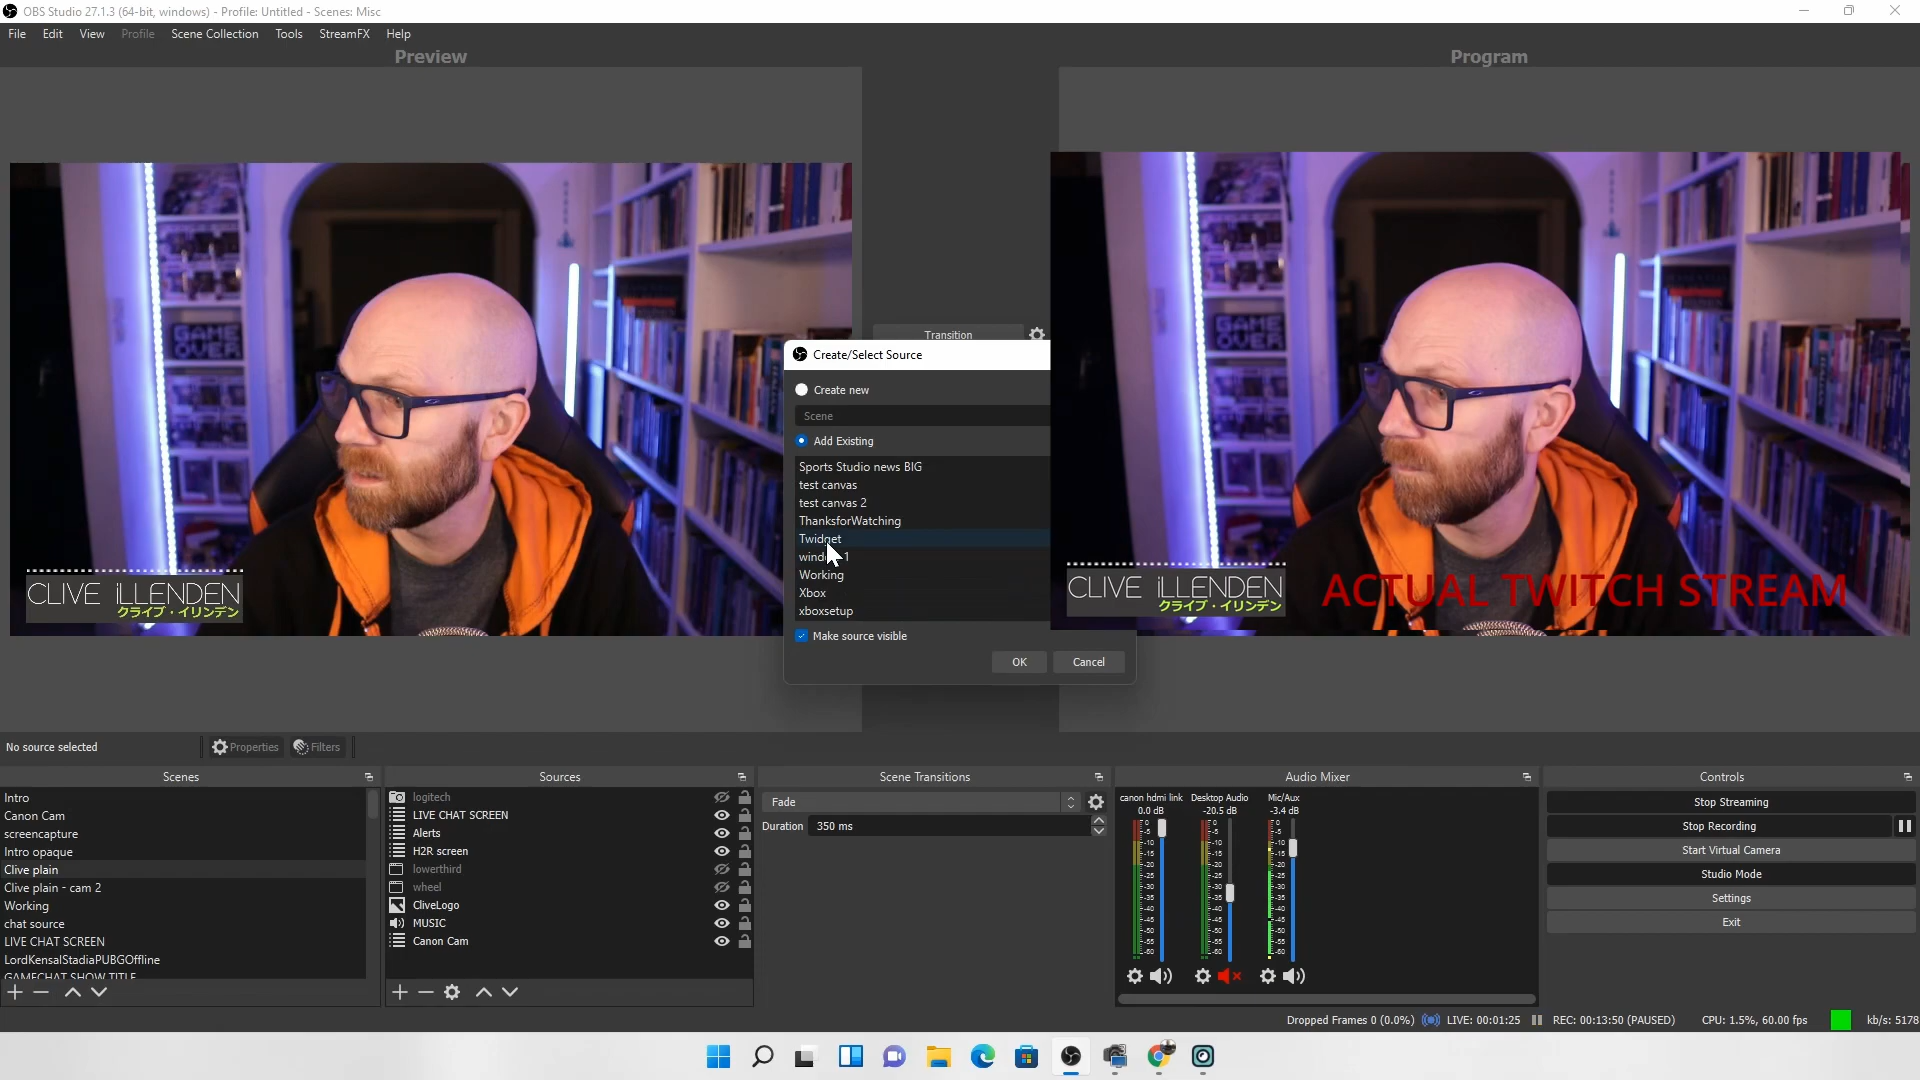 OBS Studio 27.1.3 (64-bit, windows) - Profile: Untitled - Scenes: Misc
File Edit View Profile Scene Collection Tools StreamFX Help
Preview
Program
GAME OVER
CLIVE iLLENDEN
クライブ・イリンデン
Transition
Create/Select Source
Create new
Scene
Add Existing
Sports Studio news BIG
test canvas
test canvas 2
ThanksforWatching
Twidget
Working
Xbox
xboxsetup
Make source visible
OK Cancel
GAME OVER
CLIVE iLLENDEN
クライブ・イリンデン
ACTUAL TWITCH STREAM
No source selected
Properties
Filters
Scenes
Intro
Canon Cam
screencapture
Intro opaque
Clive plain
Clive plain - cam 2
Working
chat source
LIVE CHAT SCREEN
LordKensalStadiaPUBGOffline
GAMECHAT SHOW TITLE
Sources
logitech
LIVE CHAT SCREEN
Alerts
H2R screen
lowerthird
wheel
CliveLogo
MUSIC
Canon Cam
Scene Transitions
Fade
Duration 350 ms
Audio Mixer
canon hdmi link Desktop Audio Mic/Aux
0.0 dB -20.5 dB -3.4 dB
Controls
Stop Streaming
Stop Recording
Start Virtual Camera
Studio Mode
Settings
Exit
Dropped Frames 0 (0.0%) LIVE: 00:01:25 REC: 00:13:50 (PAUSED) CPU: 1.5%, 60.00 fps kb/s: 5178